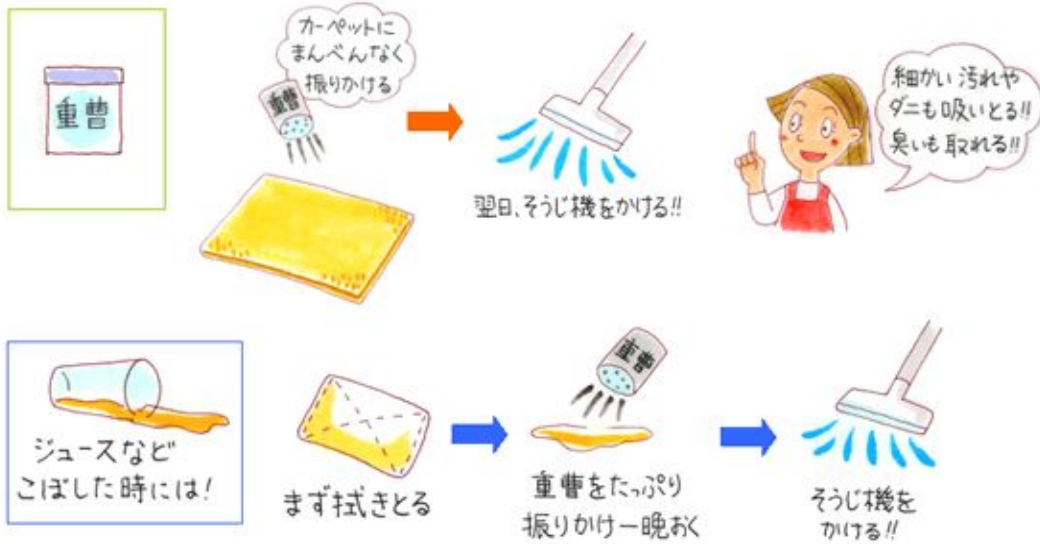 重曹
カーペットに
まんべんなく
振りかける
重曹
翌日、そうじ機をかける!!
細かい汚れや
ダニも吸いとる!!
臭いも取れる!!
ジュースなど
こぼした時には!
まず拭きとる
重曹
重曹をたっぷり
振りかけ一晩おく
そうじ機を
かける!!